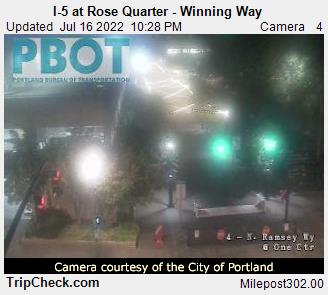 I-5 at Rose Quarter - Winning Way
Updated Jul 16 2022 10:28 PM Camera 4
PBOT
PORTLAND BUREAU OF TRANSPORTATION
4 - N. Ramsey Wy
@ One Ctr
Camera courtesy of the City of Portland
TripCheck.com Milepost302.00